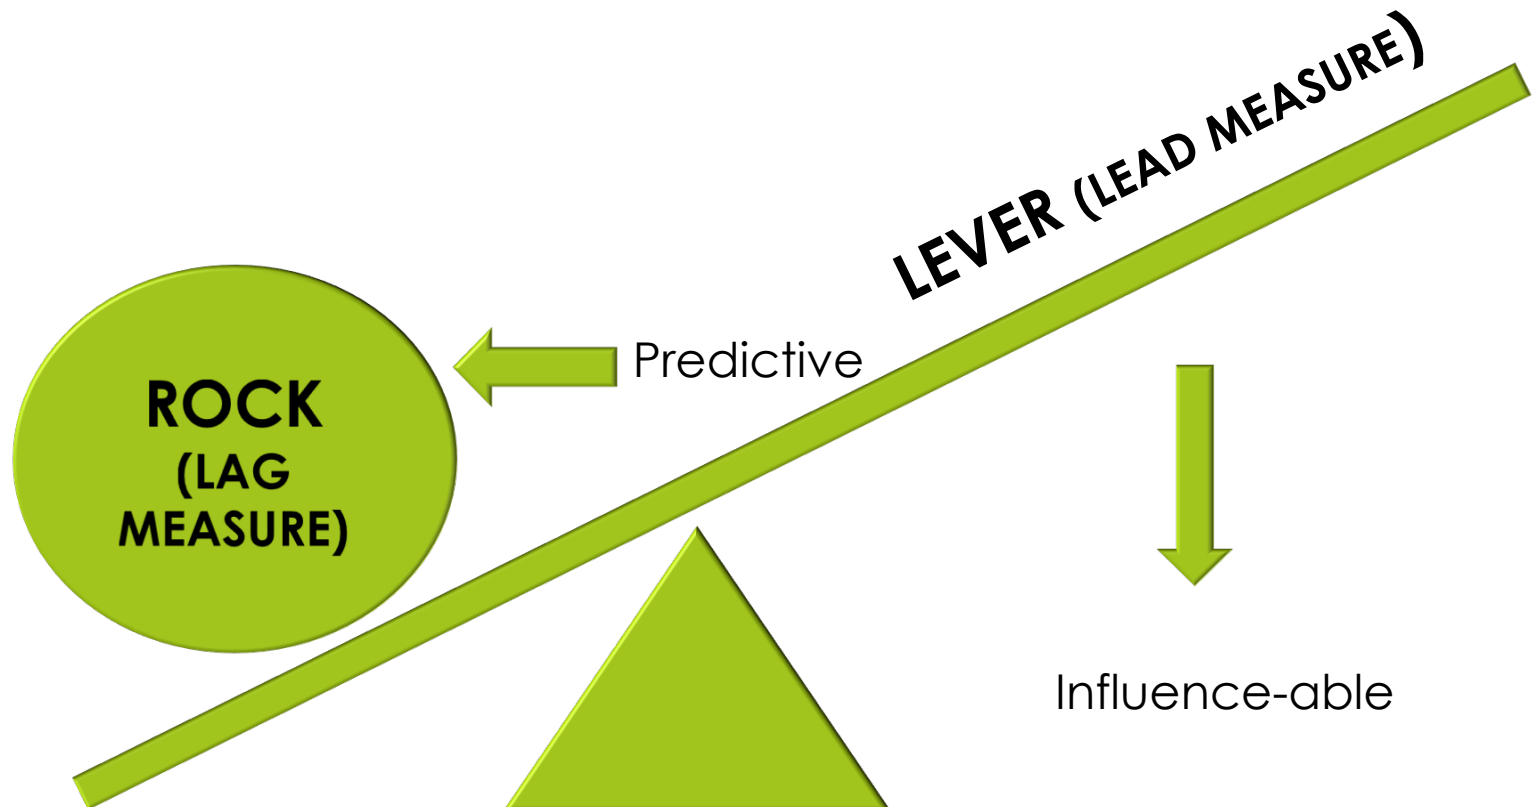 LEVER (LEAD MEASURE)
Predictive
ROCK
(LAG
MEASURE)
Influence-able